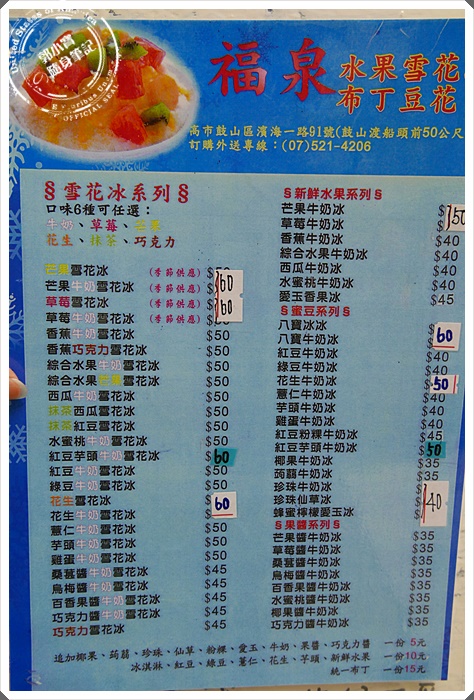 郭小寶
隨身筆記
OFFICIAL SEAL
福泉
水果雪花
布丁豆花
高市鼓山區濱海一路91號(鼓山渡船頭前50公尺
訂購外送專線：(07)521-4206
§雪花冰系列§
口味6種可任選：
牛奶、草莓、芒果
花生、抹茶、巧克力
芒果雪花冰 (季節供應) $
芒果牛奶雪花冰 (季節供應) $60
草莓雪花冰 (季節供應) $60
草莓牛奶雪花冰 (季節供應) $
香蕉牛奶雪花冰 $50
香蕉巧克力雪花冰 $50
綜合水果牛奶雪花冰 $50
綜合水果芒果雪花冰 $50
西瓜牛奶雪花冰 $50
抹茶西瓜雪花冰 $50
抹茶紅豆雪花冰 $50
水蜜桃牛奶雪花冰 $50
紅豆芋頭牛奶雪花冰 $60
紅豆牛奶雪花冰 $50
綠豆牛奶雪花冰 $50
花生雪花冰 $60
花生牛奶雪花冰 $
薏仁牛奶雪花冰 $50
芋頭牛奶雪花冰 $50
雞蛋牛奶雪花冰 $50
桑葚醬牛奶雪花冰 $45
烏梅醬牛奶雪花冰 $45
百香果醬牛奶雪花冰 $45
巧克力醬牛奶雪花冰 $45
巧克力雪花冰 $45
§新鮮水果系列§
芒果牛奶冰 $50
草莓牛奶冰 $
香蕉牛奶冰 $40
綜合水果牛奶冰 $40
西瓜牛奶冰 $40
水蜜桃牛奶冰 $40
愛玉香果冰 $45
§蜜豆系列§
八寶冰冰 $60
八寶牛奶冰
紅豆牛奶冰 $40
綠豆牛奶冰 $40
花生牛奶冰 $50
薏仁牛奶冰 $40
芋頭牛奶冰 $40
雞蛋牛奶冰 $40
紅豆粉粿牛奶冰 $45
紅豆芋頭牛奶冰 $50
椰果牛奶冰 $35
蒟蒻牛奶冰 $35
珍珠牛奶冰
珍珠仙草冰 40
蜂蜜檸檬愛玉冰
§果醬系列§
芒果醬牛奶冰 $35
草莓醬牛奶冰 $35
桑葚醬牛奶冰 $35
烏梅醬牛奶冰 $35
百香果醬牛奶冰 $35
水蜜桃醬牛奶冰 $35
椰果醬牛奶冰 $35
巧克力醬牛奶冰 $35
追加椰果、蒟蒻、珍珠、仙草、粉粿、愛玉、牛奶、果醬、巧克力醬 一份 5元
冰淇淋、紅豆、綠豆、薏仁、花生、芋頭、新鮮水果 一份10元
統一布丁 一份15元